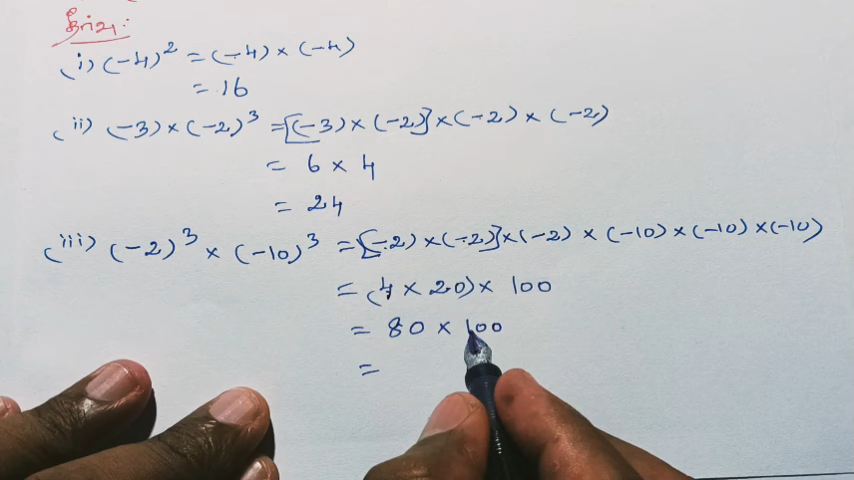 தீர்வு:
(i) (-4)² = (-4) × (-4)
= 16
(ii) (-3) × (-2)³ = [(-3) × (-2)] × (-2) × (-2)
= 6 × 4
= 24
(iii) (-2)³ × (-10)³ = [(-2) × (-2)] × (-2) × (-10) × (-10) × (-10)
= (4 × 20) × 100
= 80 × 100
=